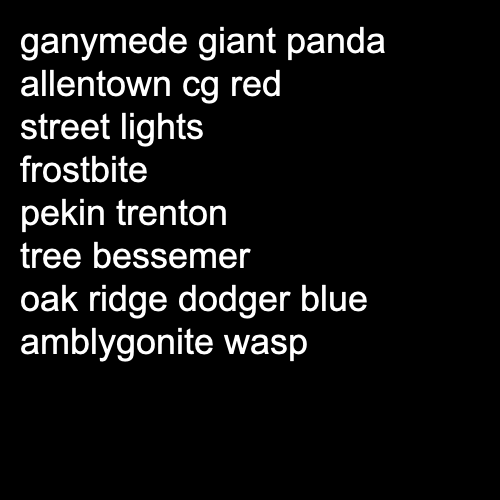 ganymede giant panda
allentown cg red
street lights
frostbite
pekin trenton
tree bessemer
oak ridge dodger blue
amblygonite wasp